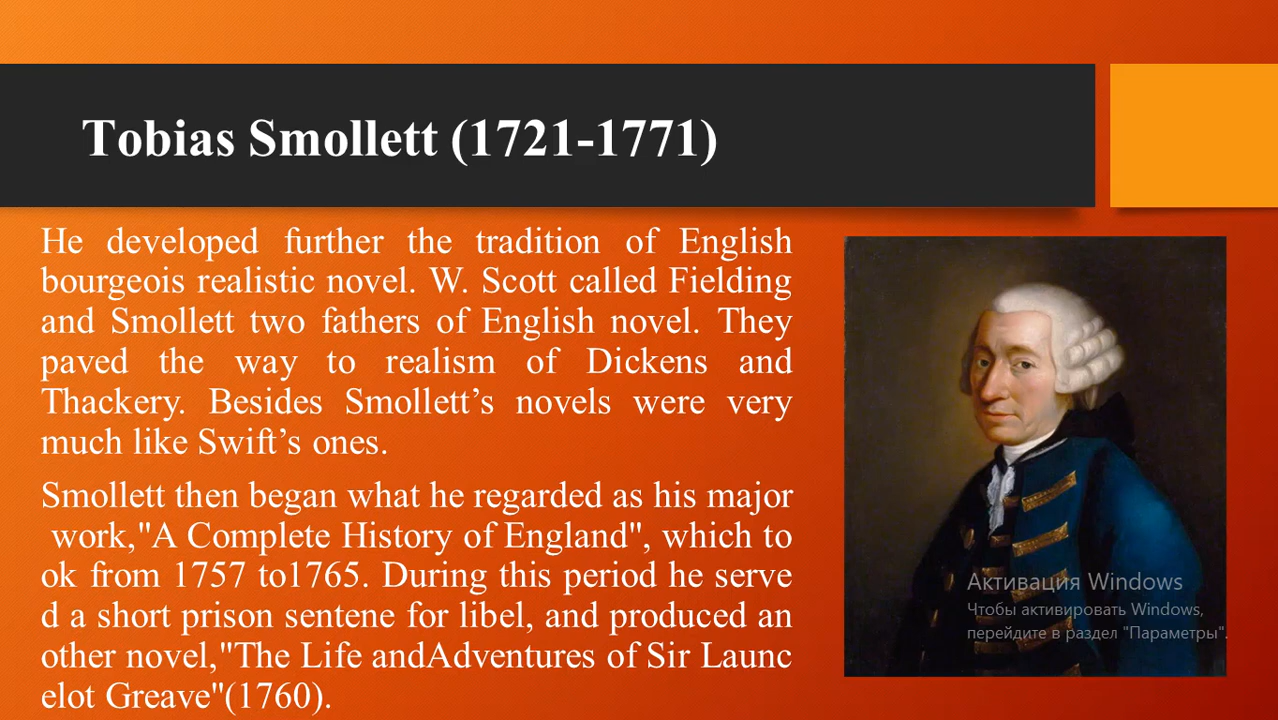 Tobias Smollett (1721-1771)
He developed further the tradition of English
bourgeois realistic novel. W. Scott called Fielding
and Smollett two fathers of English novel. They
paved the way to realism of Dickens and
Thackery. Besides Smollett’s novels were very
much like Swift’s ones.
Smollett then began what he regarded as his major
work,"A Complete History of England", which to
ok from 1757 to1765. During this period he serve
d a short prison sentene for libel, and produced an
other novel,"The Life andAdventures of Sir Launc
elot Greave"(1760).
Активация Windows
Чтобы активировать Windows,
перейдите в раздел "Параметры".